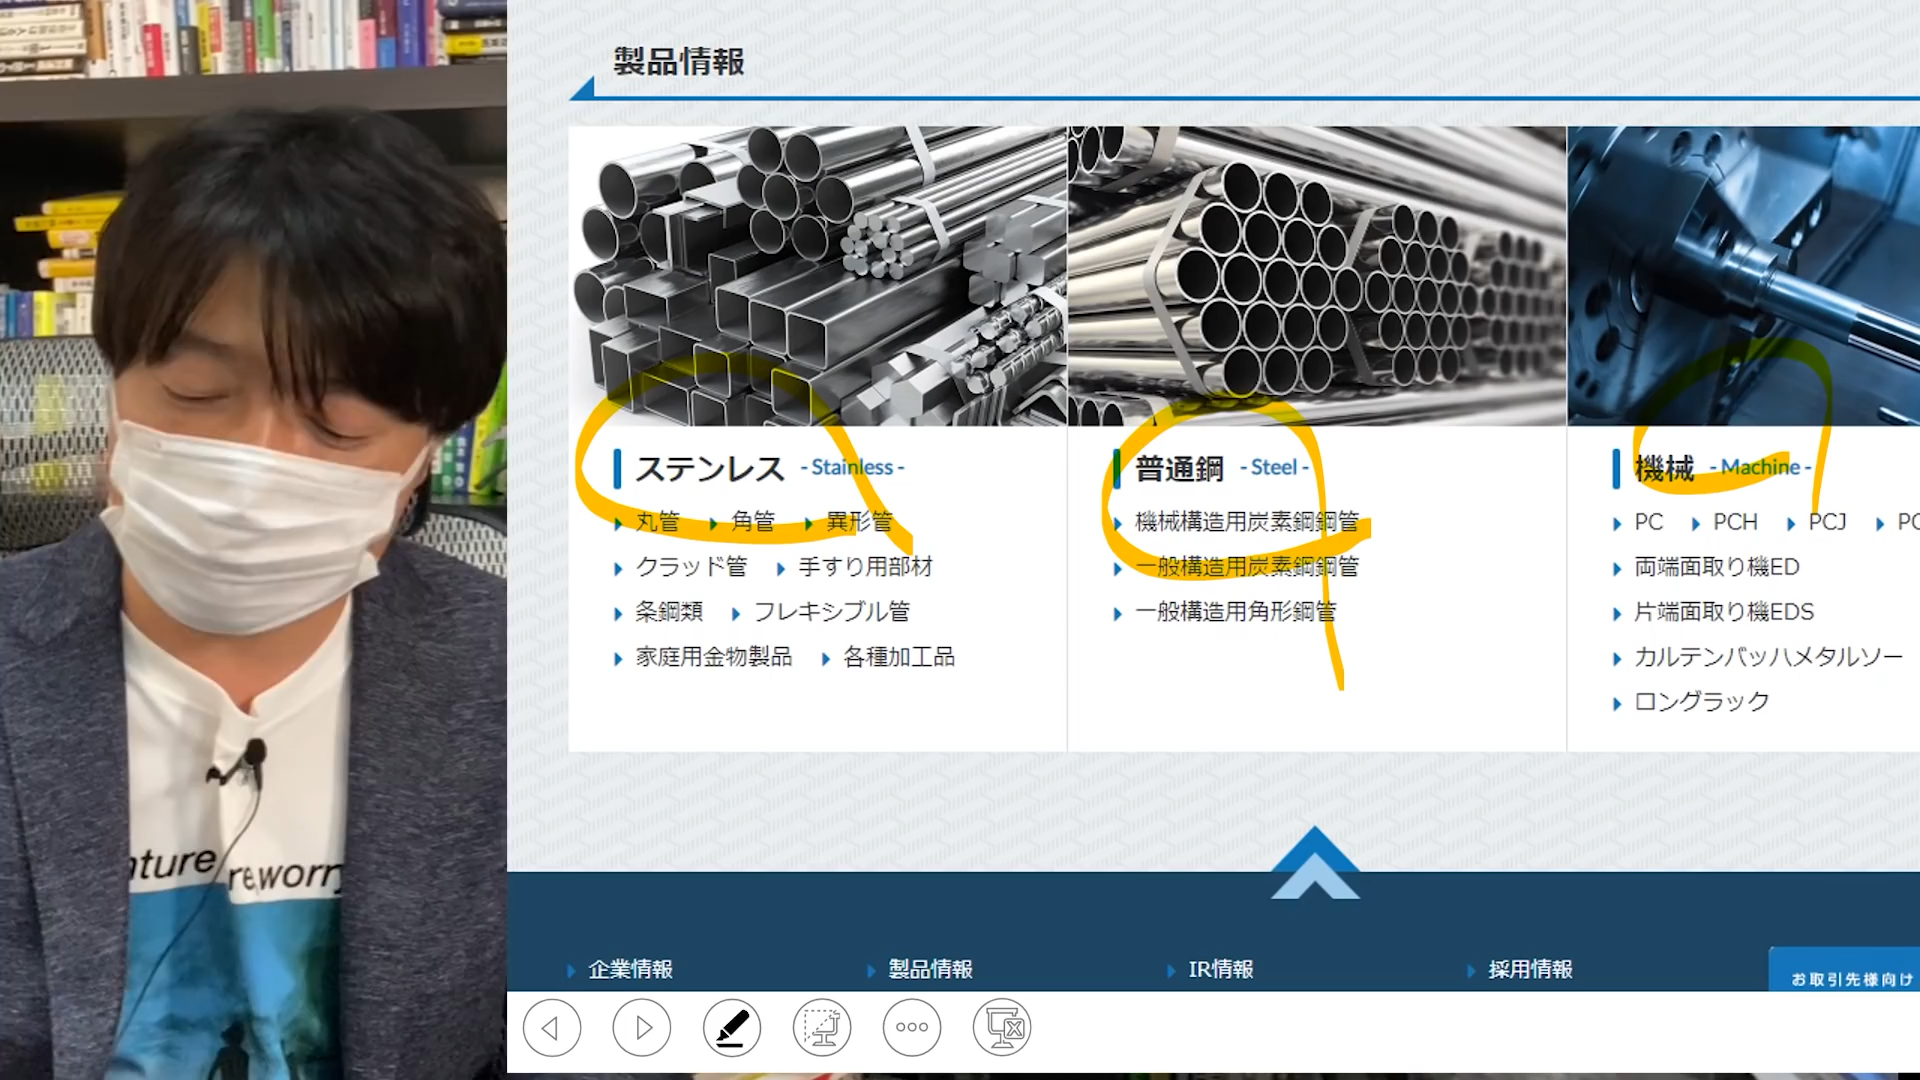 製品情報
ステンレス -Stainless-
丸管 角管 異形管
クラッド管 手すり用部材
条鋼類 フレキシブル管
家庭用金物製品 各種加工品
普通鋼 -Steel-
機械構造用炭素鋼鋼管
一般構造用炭素鋼鋼管
一般構造用角形鋼管
機械 -Machine-
PC PCH PCJ
両端面取り機ED
片端面取り機EDS
カルテンバッハメタルソー
ロングラック
企業情報 製品情報 IR情報 採用情報
お取引先様向け